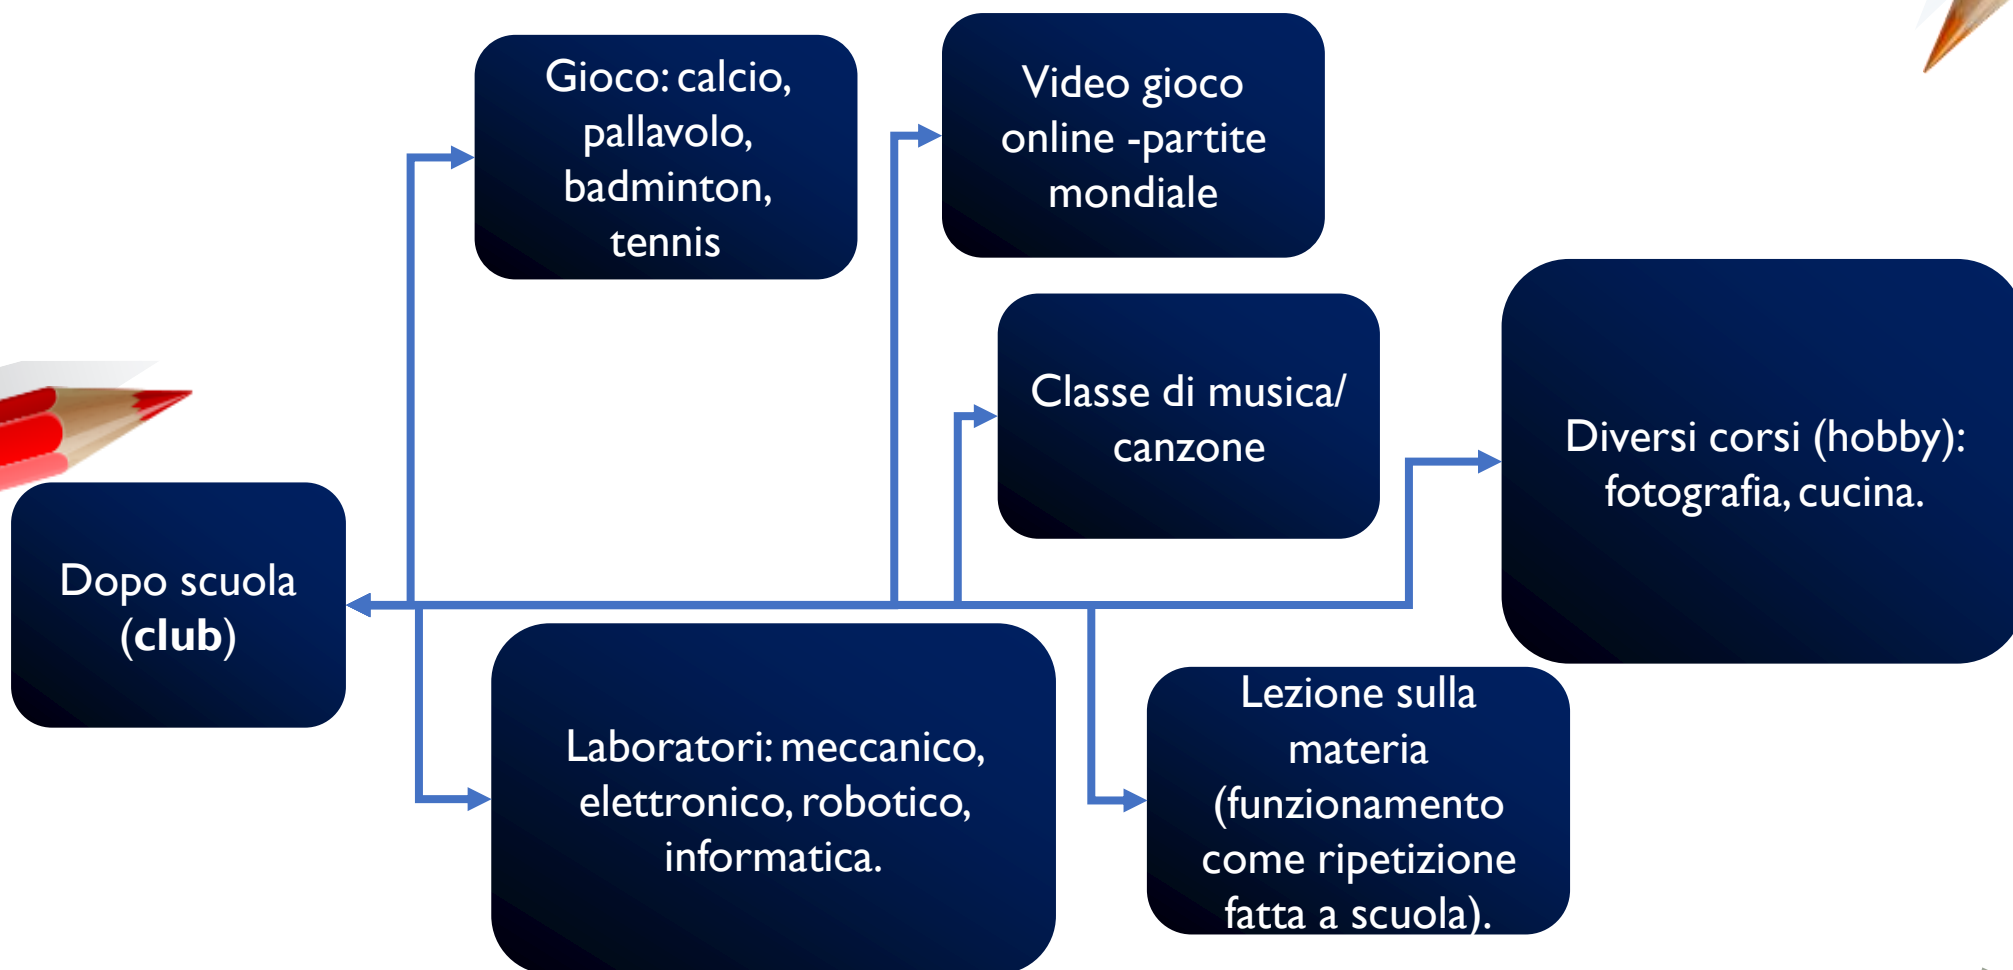 Gioco: calcio,
pallavolo,
badminton,
tennis
Video gioco
online -partite
mondiale
Classe di musica/
canzone
Diversi corsi (hobby):
fotografia, cucina.
Dopo scuola
(club)
Laboratori: meccanico,
elettronico, robotico,
informatica.
Lezione sulla
materia
(funzionamento
come ripetizione
fatta a scuola).